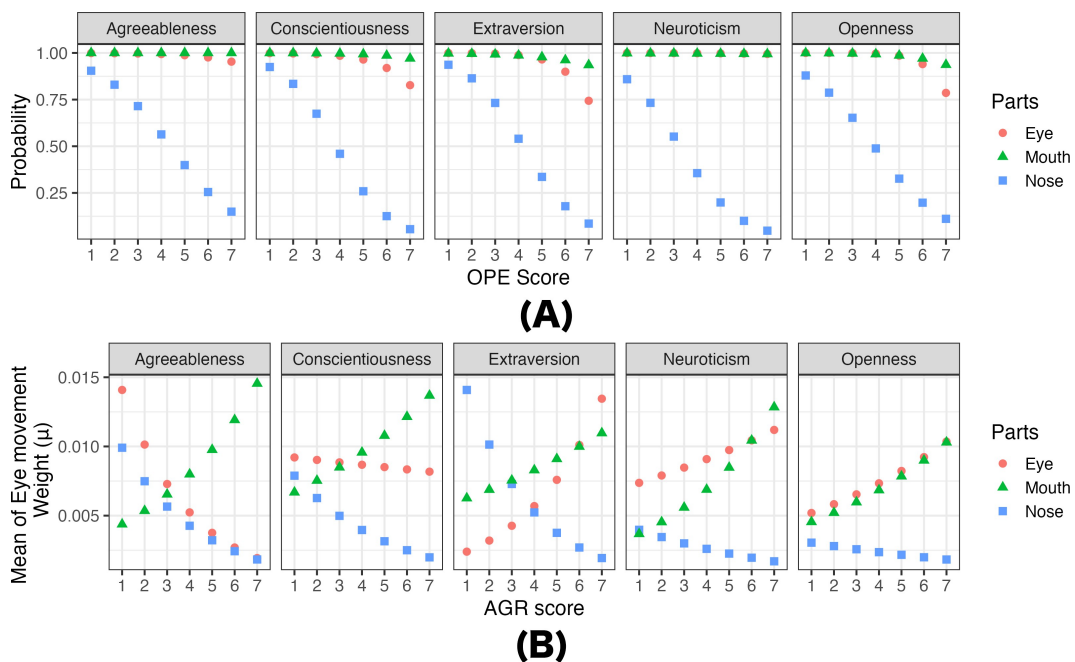 Agreeableness Conscientiousness Extraversion Neuroticism Openness
1.00
0.75
0.50
0.25
Probability
1 2 3 4 5 6 7 1 2 3 4 5 6 7 1 2 3 4 5 6 7 1 2 3 4 5 6 7 1 2 3 4 5 6 7
OPE Score
Parts
Eye
Mouth
Nose
(A)
Agreeableness Conscientiousness Extraversion Neuroticism Openness
0.015
0.010
0.005
Mean of Eye movement
Weight (μ)
1 2 3 4 5 6 7 1 2 3 4 5 6 7 1 2 3 4 5 6 7 1 2 3 4 5 6 7 1 2 3 4 5 6 7
AGR score
Parts
Eye
Mouth
Nose
(B)